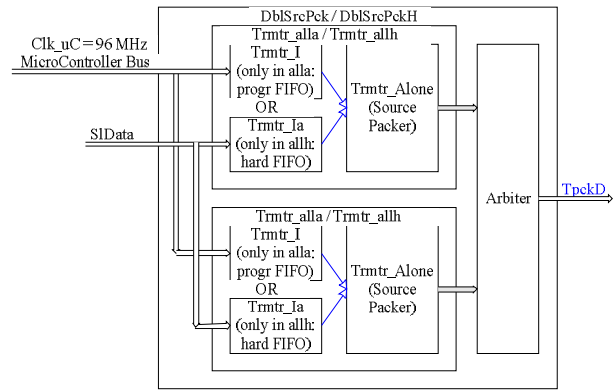 DblSrcPck / DblSrcPckH
Trmtr_alla / Trmtr_allh
Clk_uC = 96 MHz
MicroController Bus
Trmtr_I
(only in alla:
progr FIFO)
OR
Trmtr_Ia
(only in allh:
hard FIFO)
Trmtr_Alone
(Source
Packer)
SlData
Arbiter
TpckD
Trmtr_alla / Trmtr_allh
Trmtr_I
(only in alla:
progr FIFO)
OR
Trmtr_Ia
(only in allh:
hard FIFO)
Trmtr_Alone
(Source
Packer)